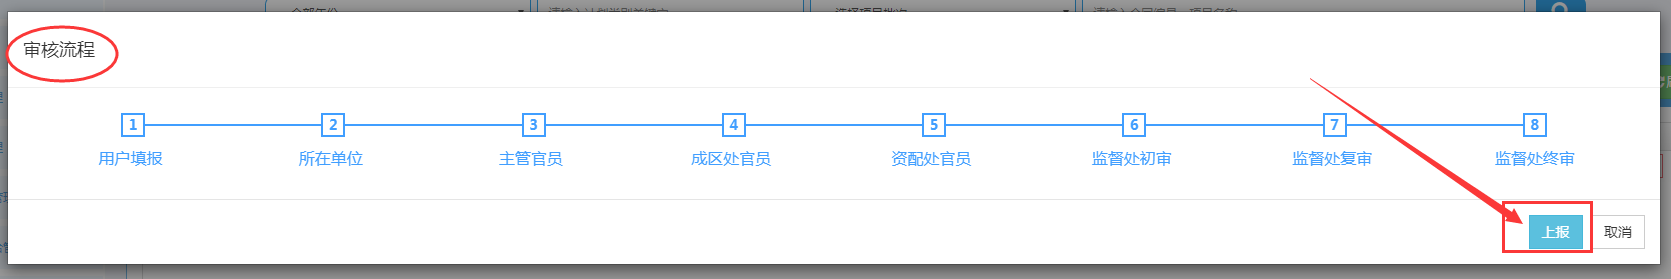 审核流程
1 2 3 4 5 6 7 8
用户填报 所在单位 主管官员 成区处官员 资配处官员 监督处初审 监督处复审 监督处终审
上报 取消